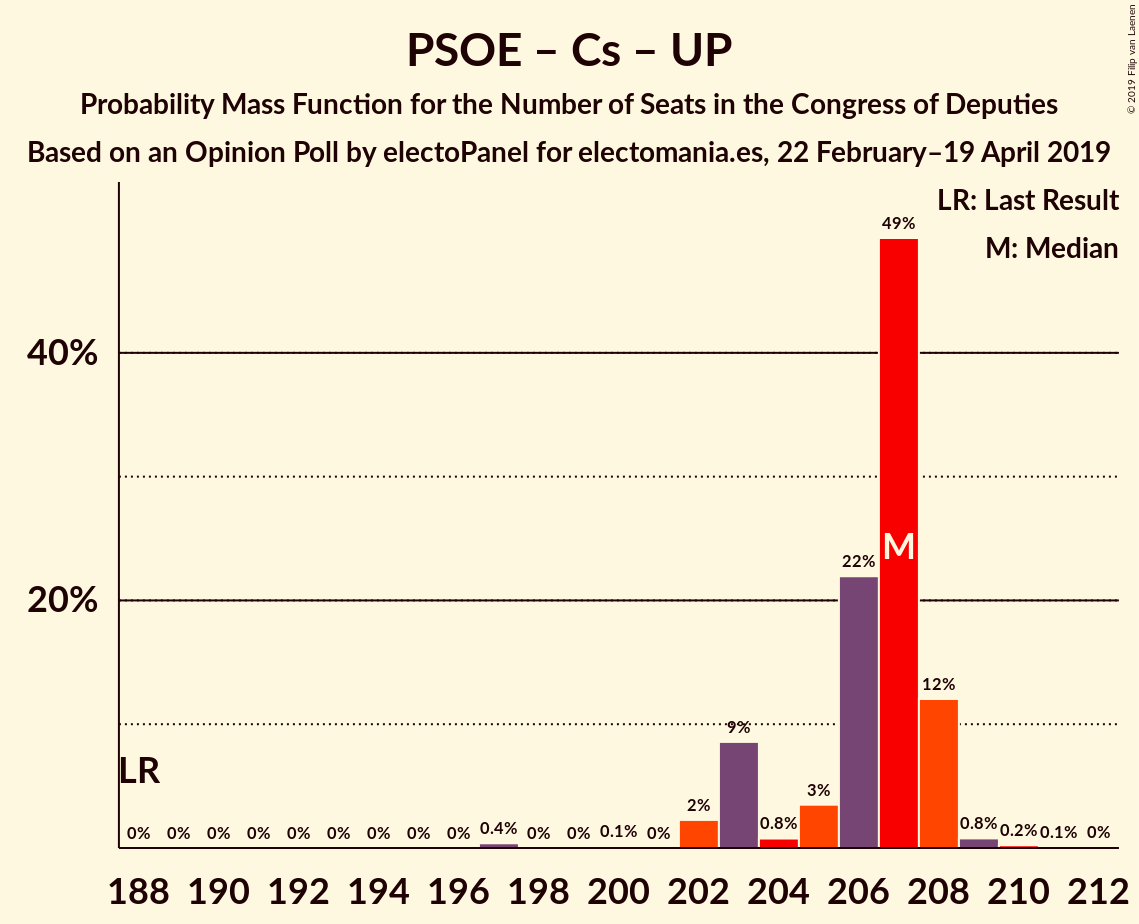 PSOE – Cs – UP
Probability Mass Function for the Number of Seats in the Congress of Deputies
Based on an Opinion Poll by electoPanel for electomania.es, 22 February–19 April 2019
© 2019 Filip van Laenen
LR: Last Result
M: Median
49%
40%
M
22%
20%
12%
9%
LR
3%
2%
0% 0% 0% 0% 0% 0% 0% 0% 0% 0.4% 0% 0% 0.1% 0% 0.8% 0.8% 0.2% 0.1% 0%
188 190 192 194 196 198 200 202 204 206 208 210 212